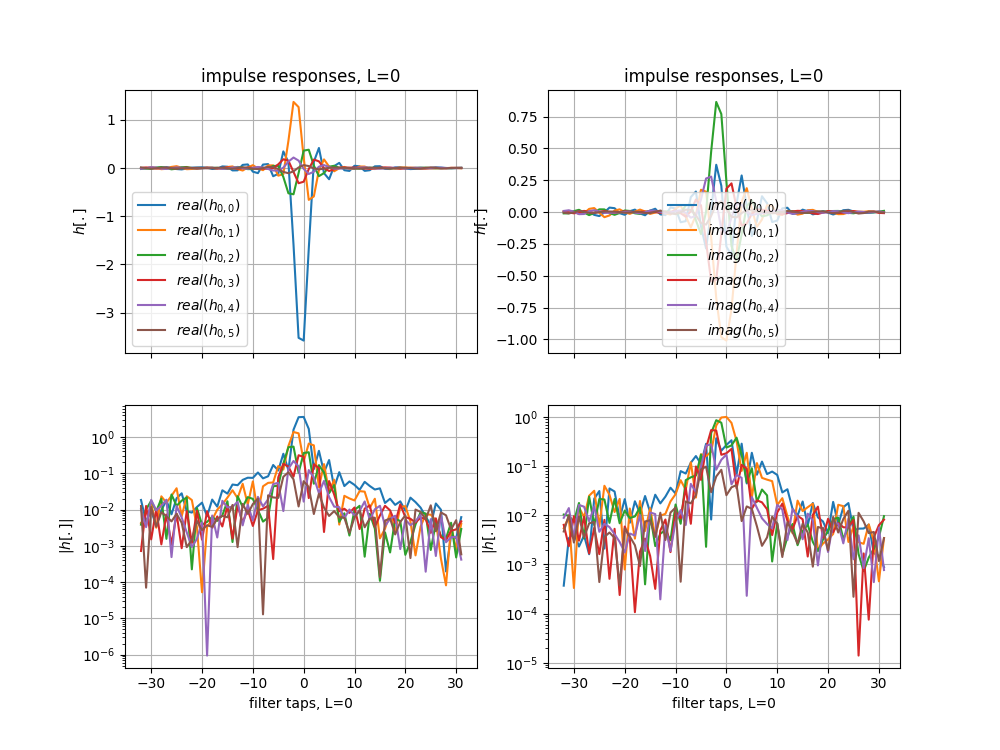 impulse responses, L=0
impulse responses, L=0
h[.]
1
0
−1
−2
−3
real(h0,0)
real(h0,1)
real(h0,2)
real(h0,3)
real(h0,4)
real(h0,5)
h[.]
0.75
0.50
0.25
0.00
−0.25
−0.50
−0.75
−1.00
imag(h0,0)
imag(h0,1)
imag(h0,2)
imag(h0,3)
imag(h0,4)
imag(h0,5)
|h[.]|
10^0
10^−1
10^−2
10^−3
10^−4
10^−5
10^−6
−30 −20 −10 0 10 20 30
filter taps, L=0
|h[.]|
10^0
10^−1
10^−2
10^−3
10^−4
10^−5
−30 −20 −10 0 10 20 30
filter taps, L=0